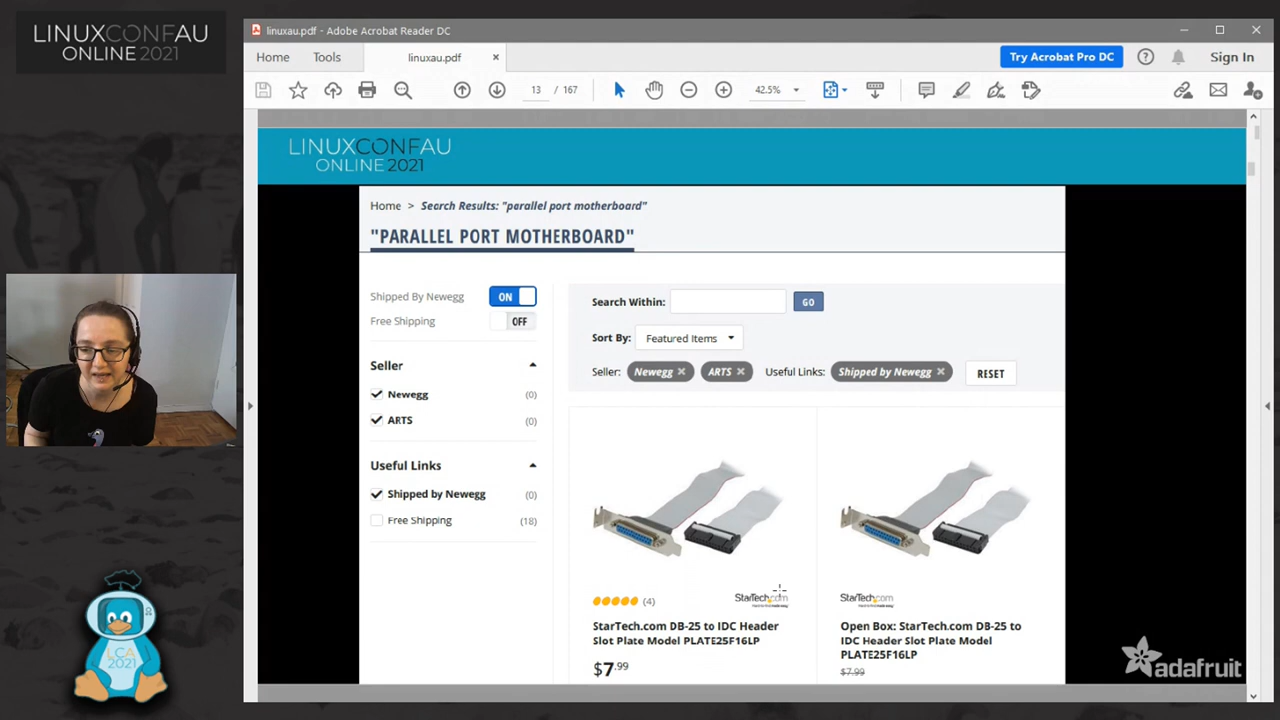 LINUXCONFAU
ONLINE 2021
linuxau.pdf - Adobe Acrobat Reader DC
Home
Tools
linuxau.pdf
Try Acrobat Pro DC
Sign In
13 / 167
42.5%
LINUXCONFAU
ONLINE 2021
Home > Search Results: "parallel port motherboard"
"PARALLEL PORT MOTHERBOARD"
Shipped By Newegg ON
Free Shipping OFF
Seller
Newegg (0)
ARTS (0)
Useful Links
Shipped by Newegg (0)
Free Shipping (18)
Search Within: GO
Sort By: Featured Items
Seller: Newegg ARTS Useful Links: Shipped by Newegg RESET
(4)
StarTech.com
StarTech.com DB-25 to IDC Header
Slot Plate Model PLATE25F16LP
$7.99
StarTech.com
Open Box: StarTech.com DB-25 to
IDC Header Slot Plate Model
PLATE25F16LP
$7.99
LCA
2021
adafruit